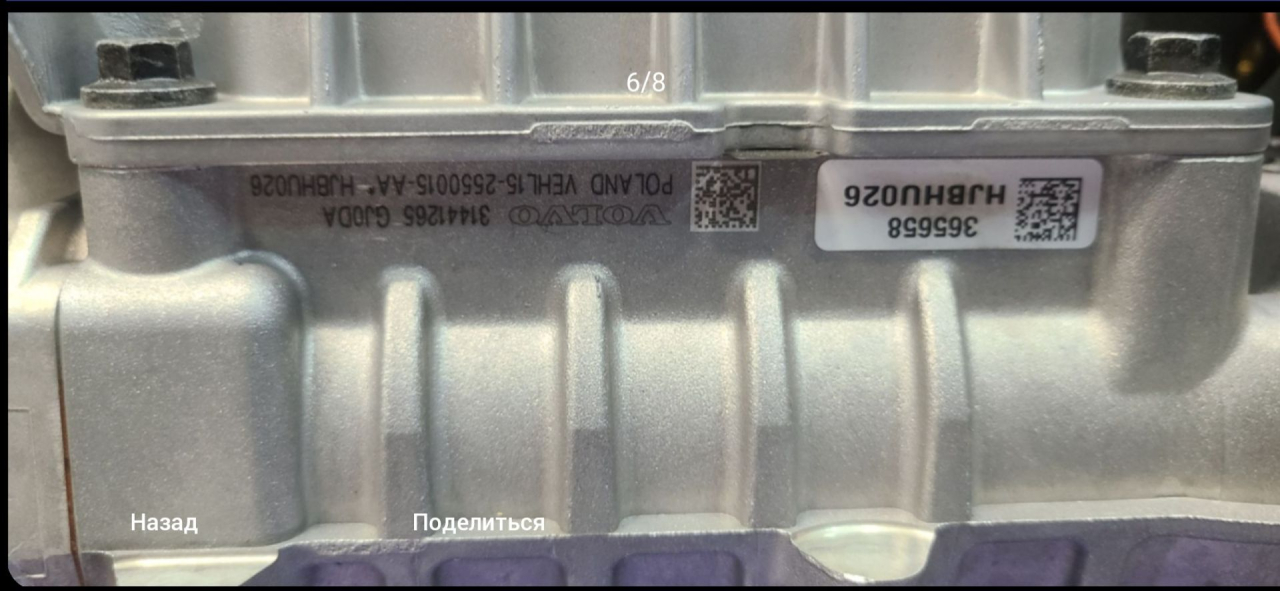 6/8
365658
HJBHU026
VOLVO 31441265 GJ0DA
POLAND VEHL15-2550015-AA* HJBHU026
Назад
Поделиться